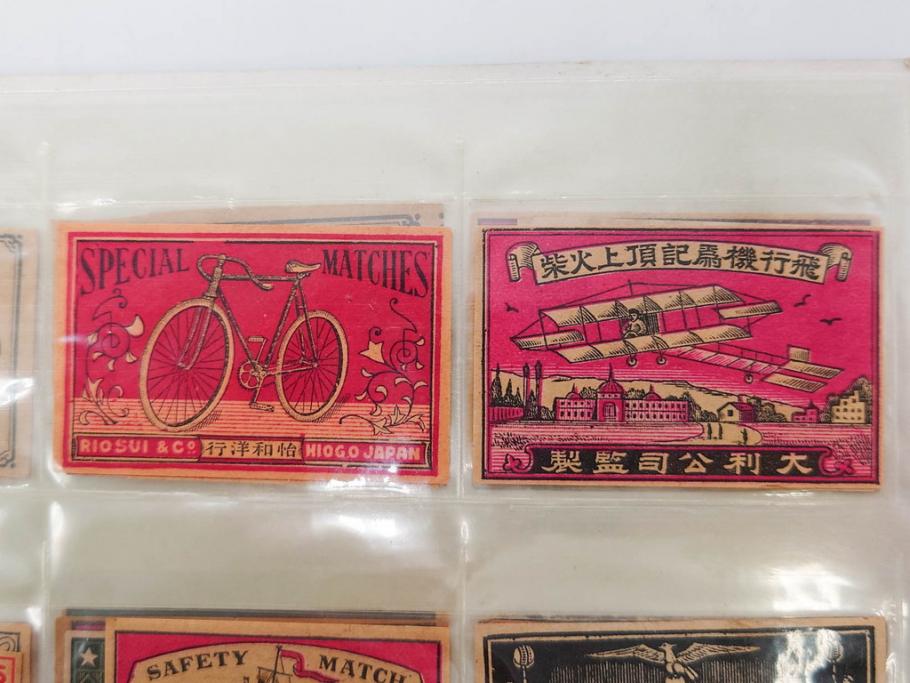 SPECIAL MATCHES
RIOSUI & Co 行洋和怡 HIOGO JAPAN
柴火上頂記爲機行飛
製監司公利大
SAFETY MATCH